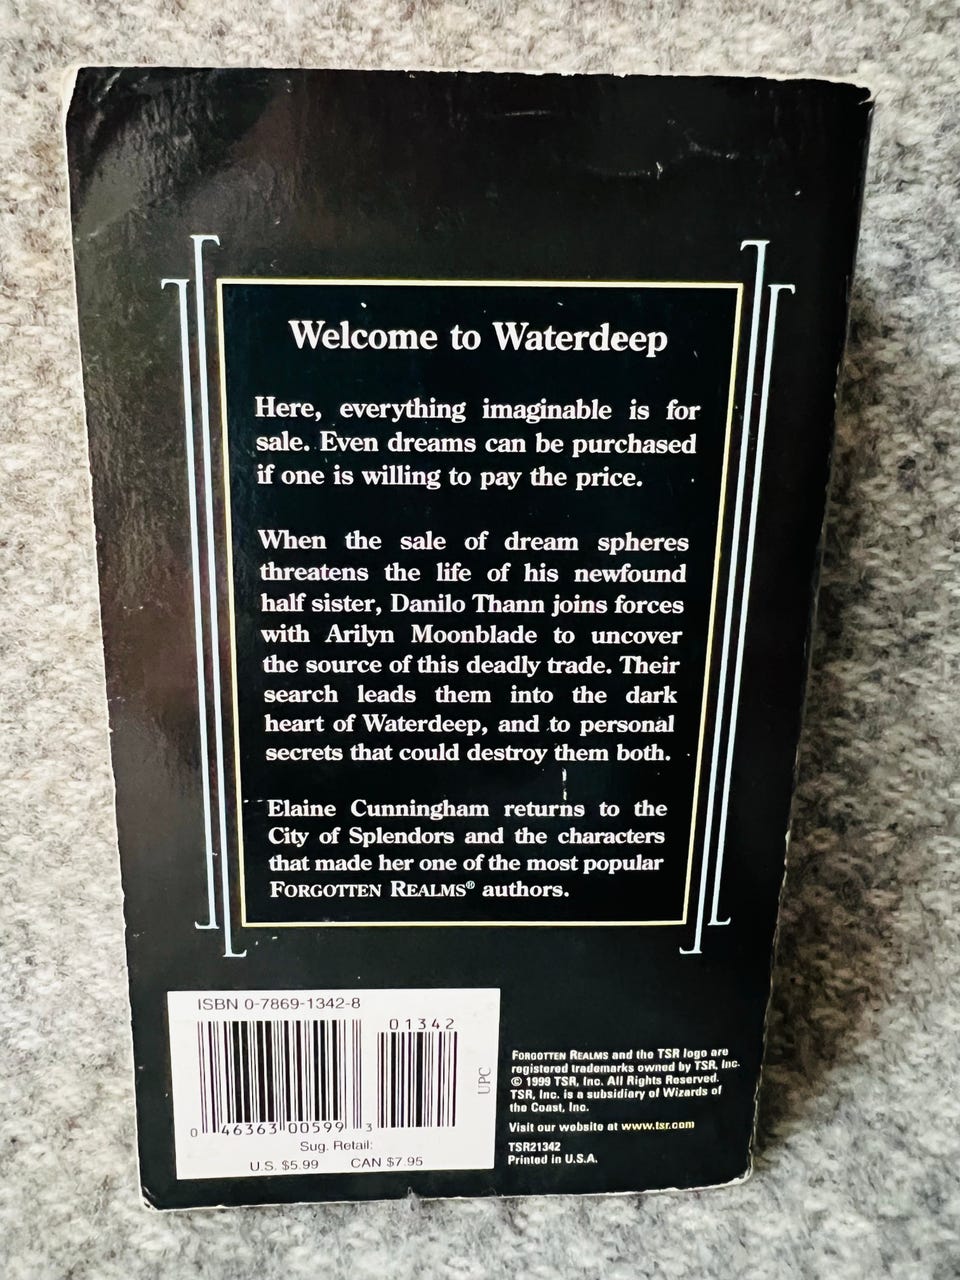 Welcome to Waterdeep
Here, everything imaginable is for
sale. Even dreams can be purchased
if one is willing to pay the price.
When the sale of dream spheres
threatens the life of his newfound
half sister, Danilo Thann joins forces
with Arilyn Moonblade to uncover
the source of this deadly trade. Their
search leads them into the dark
heart of Waterdeep, and to personal
secrets that could destroy them both.
Elaine Cunningham returns to the
City of Splendors and the characters
that made her one of the most popular
FORGOTTEN REALMS® authors.
ISBN 0-7869-1342-8
01342
0 46363 00599 3
UPC
Sug. Retail:
U.S. $5.99 CAN $7.95
FORGOTTEN REALMS and the TSR logo are
registered trademarks owned by TSR, Inc.
© 1999 TSR, Inc. All Rights Reserved.
TSR, Inc. is a subsidiary of Wizards of
the Coast, Inc.
Visit our website at www.tsr.com
TSR21342
Printed in U.S.A.